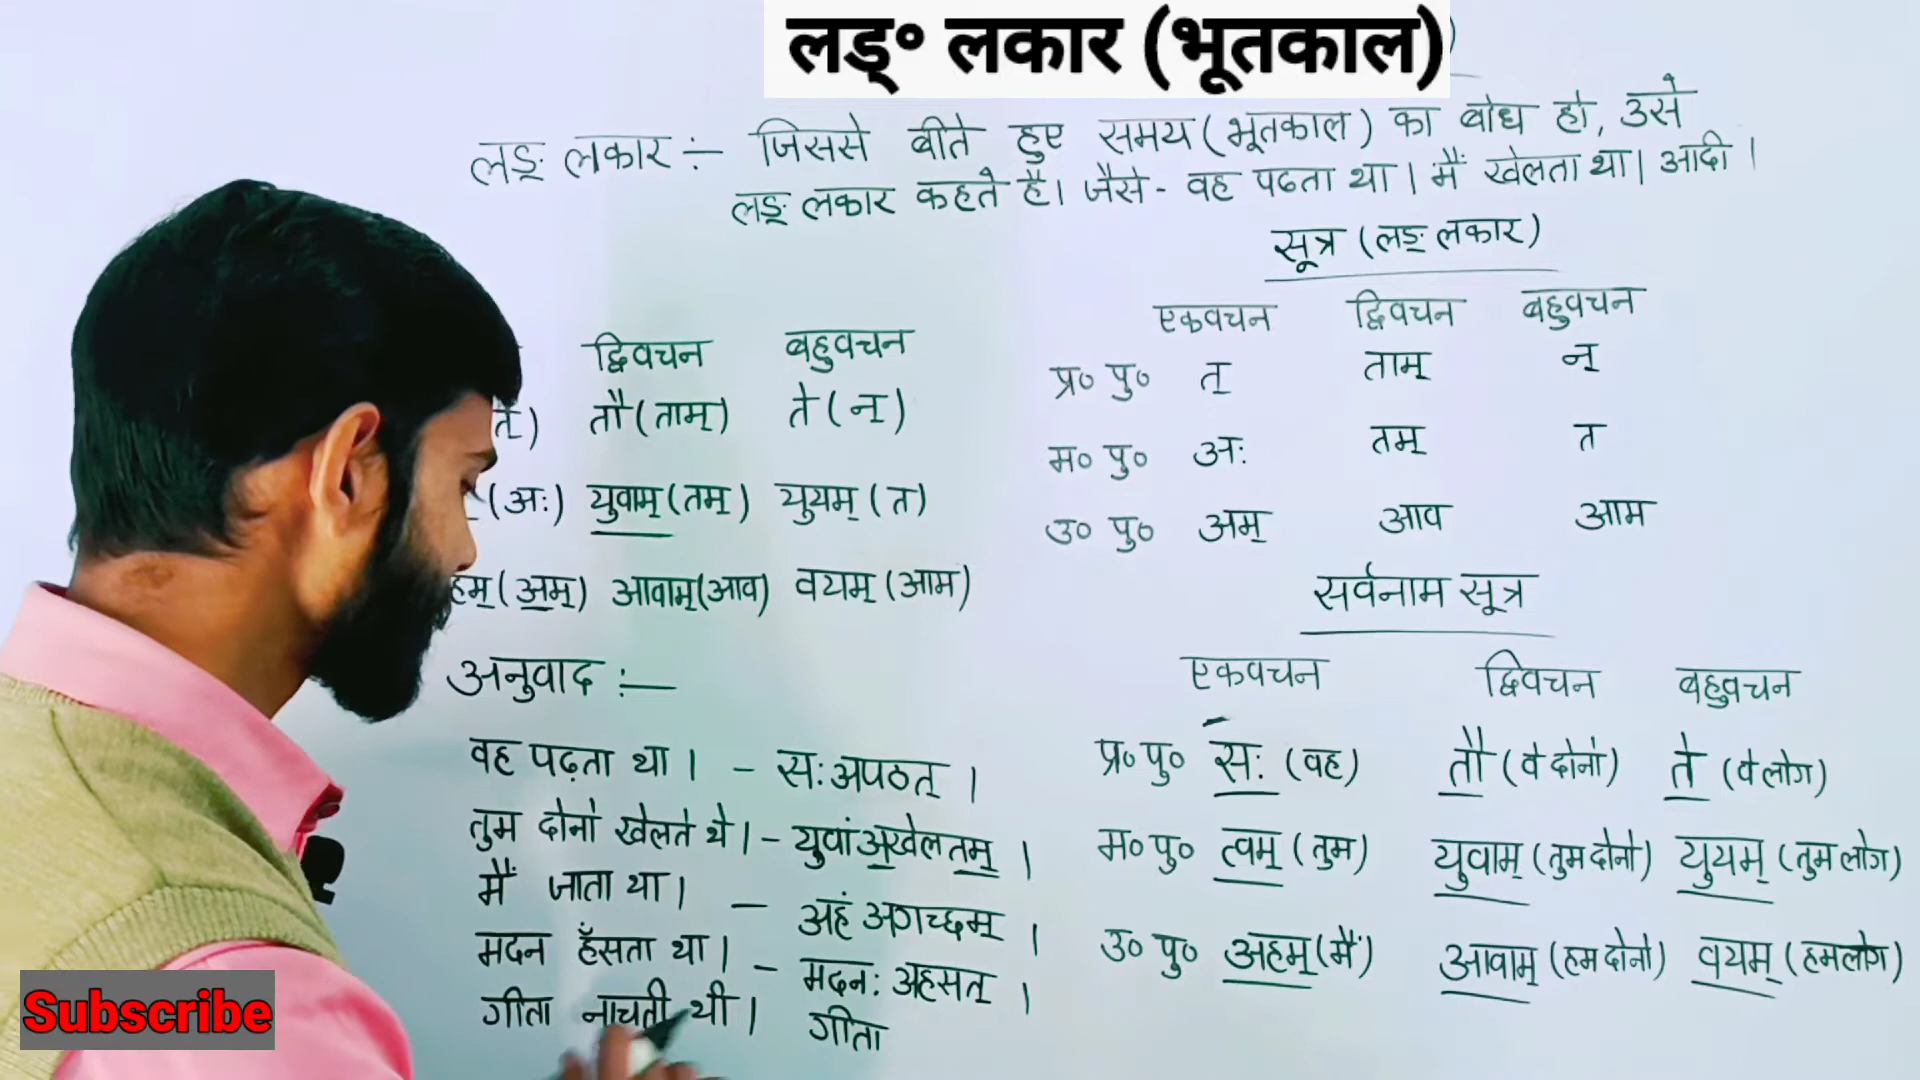 लङ्° लकार (भूतकाल)
लङ् लकार :- जिससे बीते हुए समय (भूतकाल) का बोध हो, उसे
लङ् लकार कहते है। जैसे - वह पढता था। मैं खेलता था। आदी।
द्विवचन बहुवचन
त्) तौ (ताम्) ते (न्)
(अः) युवाम् (तम्) युयम् (त)
हम् (अम्) आवाम् (आव) वयम् (आम)
अनुवाद :-
वह पढ़ता था। - सः अपठत्।
तुम दोनो खेलते थे। - युवां अखेलतम्।
मैं जाता था। - अहं अगच्छम्।
मदन हँसता था। - मदनः अहसत्।
गीता नाचती थी। गीता
सूत्र (लङ् लकार)
एकवचन द्विवचन बहुवचन
प्र० पु० त् ताम् न्
म० पु० अः तम् त
उ० पु० अम् आव आम
सर्वनाम सूत्र
एकवचन द्विवचन बहुवचन
प्र० पु० सः (वह) तौ (वे दोनो) ते (वे लोग)
म० पु० त्वम् (तुम) युवाम् (तुम दोनो) युयम् (तुम लोग)
उ० पु० अहम् (मैं) आवाम् (हम दोनो) वयम् (हम लोग)
Subscribe